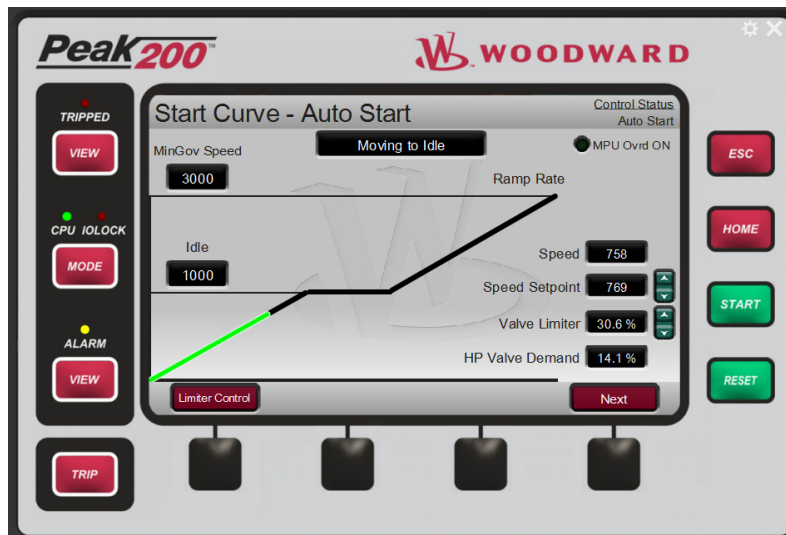 Peak200™
WOODWARD
TRIPPED
VIEW
CPU IOLOCK
MODE
ALARM
VIEW
TRIP
Start Curve - Auto Start
Control Status
Auto Start
Moving to Idle
MPU Ovrd ON
MinGov Speed
3000
Ramp Rate
Idle
1000
Speed 758
Speed Setpoint 769
Valve Limiter 30.6 %
HP Valve Demand 14.1 %
Limiter Control
Next
ESC
HOME
START
RESET